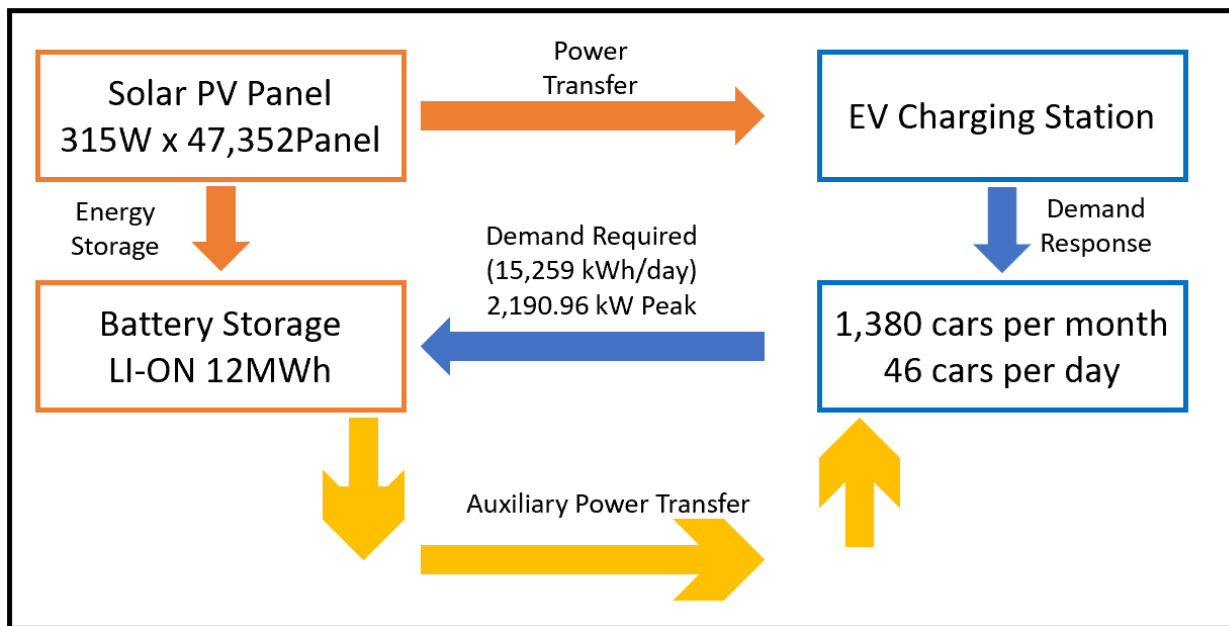 Solar PV Panel
315W x 47,352Panel
Power
Transfer
EV Charging Station
Energy
Storage
Demand Required
(15,259 kWh/day)
2,190.96 kW Peak
Demand
Response
Battery Storage
LI-ON 12MWh
1,380 cars per month
46 cars per day
Auxiliary Power Transfer